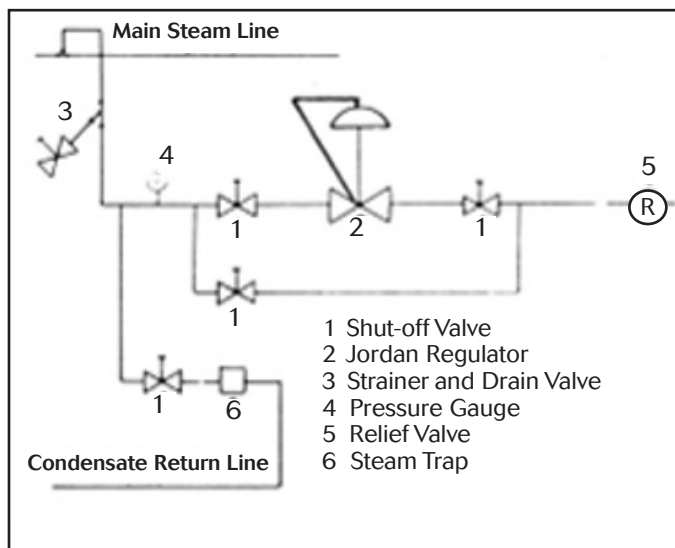 Main Steam Line
3
4
5
R
1
2
1
1
1 Shut-off Valve
2 Jordan Regulator
3 Strainer and Drain Valve
4 Pressure Gauge
5 Relief Valve
6 Steam Trap
1
6
Condensate Return Line